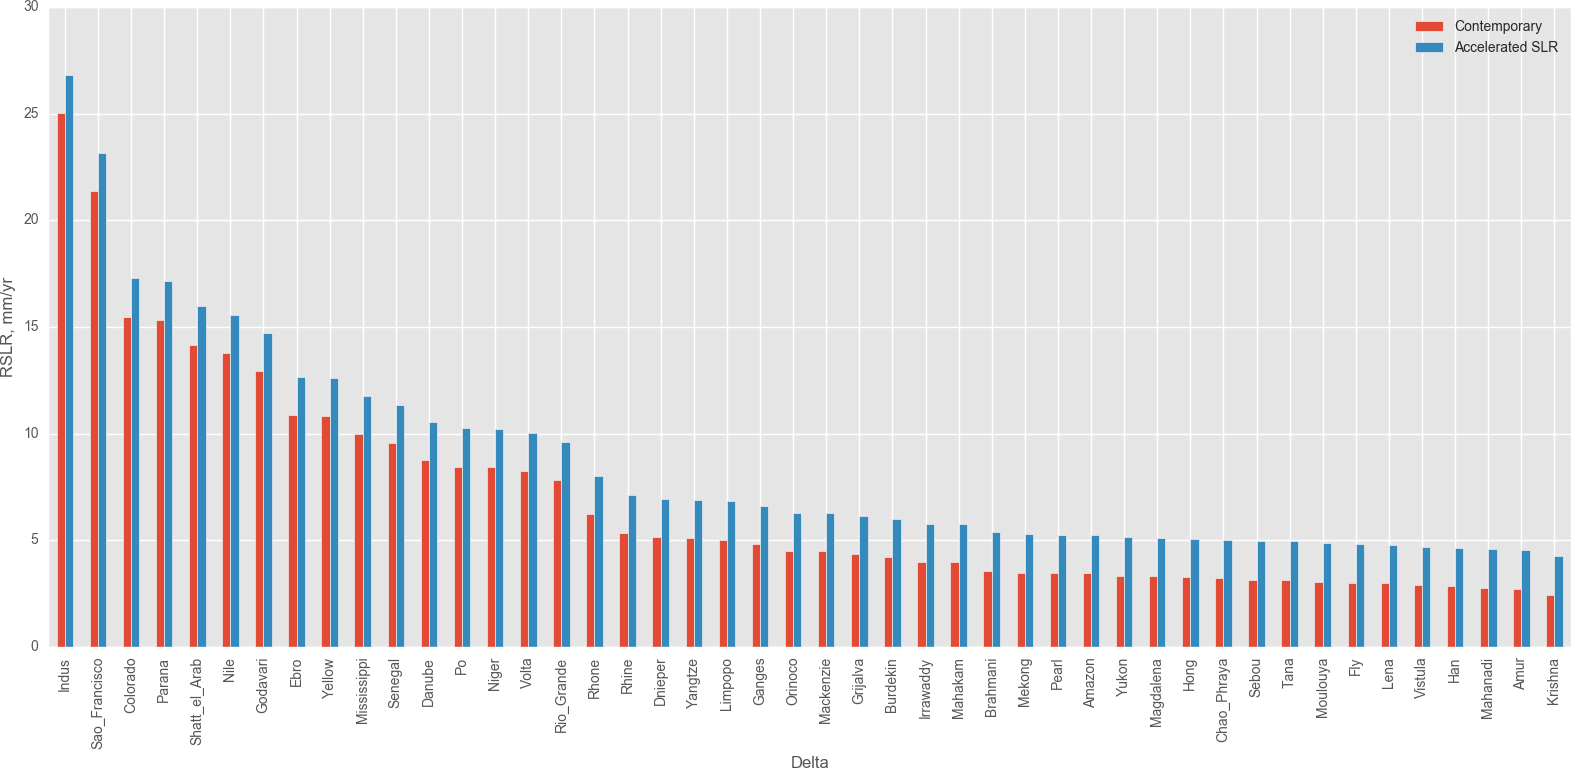 30
25
20
15
10
5
0
RSLR, mm/yr
Contemporary
Accelerated SLR
Indus
Sao_Francisco
Colorado
Parana
Shatt_el_Arab
Nile
Godavari
Ebro
Yellow
Mississippi
Senegal
Danube
Po
Niger
Volta
Rio_Grande
Rhone
Rhine
Dnieper
Yangtze
Limpopo
Ganges
Orinoco
Mackenzie
Grijalva
Burdekin
Irrawaddy
Mahakam
Brahmani
Mekong
Pearl
Amazon
Yukon
Magdalena
Hong
Chao_Phraya
Sebou
Tana
Moulouya
Fly
Lena
Vistula
Han
Mahanadi
Amur
Krishna
Delta